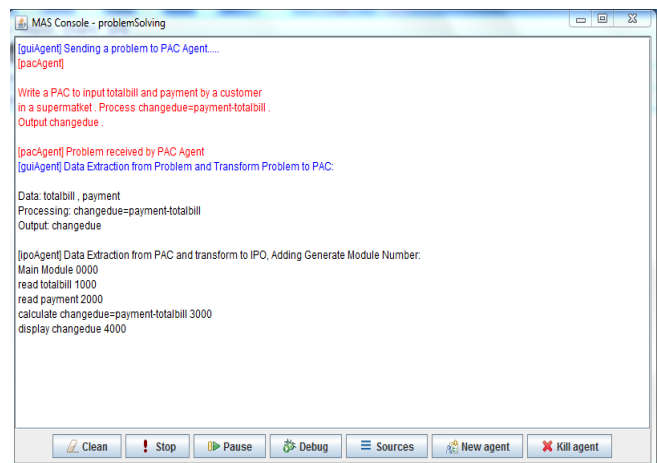 MAS Console - problemSolving
[guiAgent] Sending a problem to PAC Agent.....
[pacAgent]
Write a PAC to input totalbill and payment by a customer
in a supermatket . Process changedue=payment-totalbill .
Output changedue .
[pacAgent] Problem received by PAC Agent
[guiAgent] Data Extraction from Problem and Transform Problem to PAC:
Data: totalbill , payment
Processing: changedue=payment-totalbill
Output: changedue
[ipoAgent] Data Extraction from PAC and transform to IPO, Adding Generate Module Number:
Main Module 0000
read totalbill 1000
read payment 2000
calculate changedue=payment-totalbill 3000
display changedue 4000
Clean Stop Pause Debug Sources New agent Kill agent